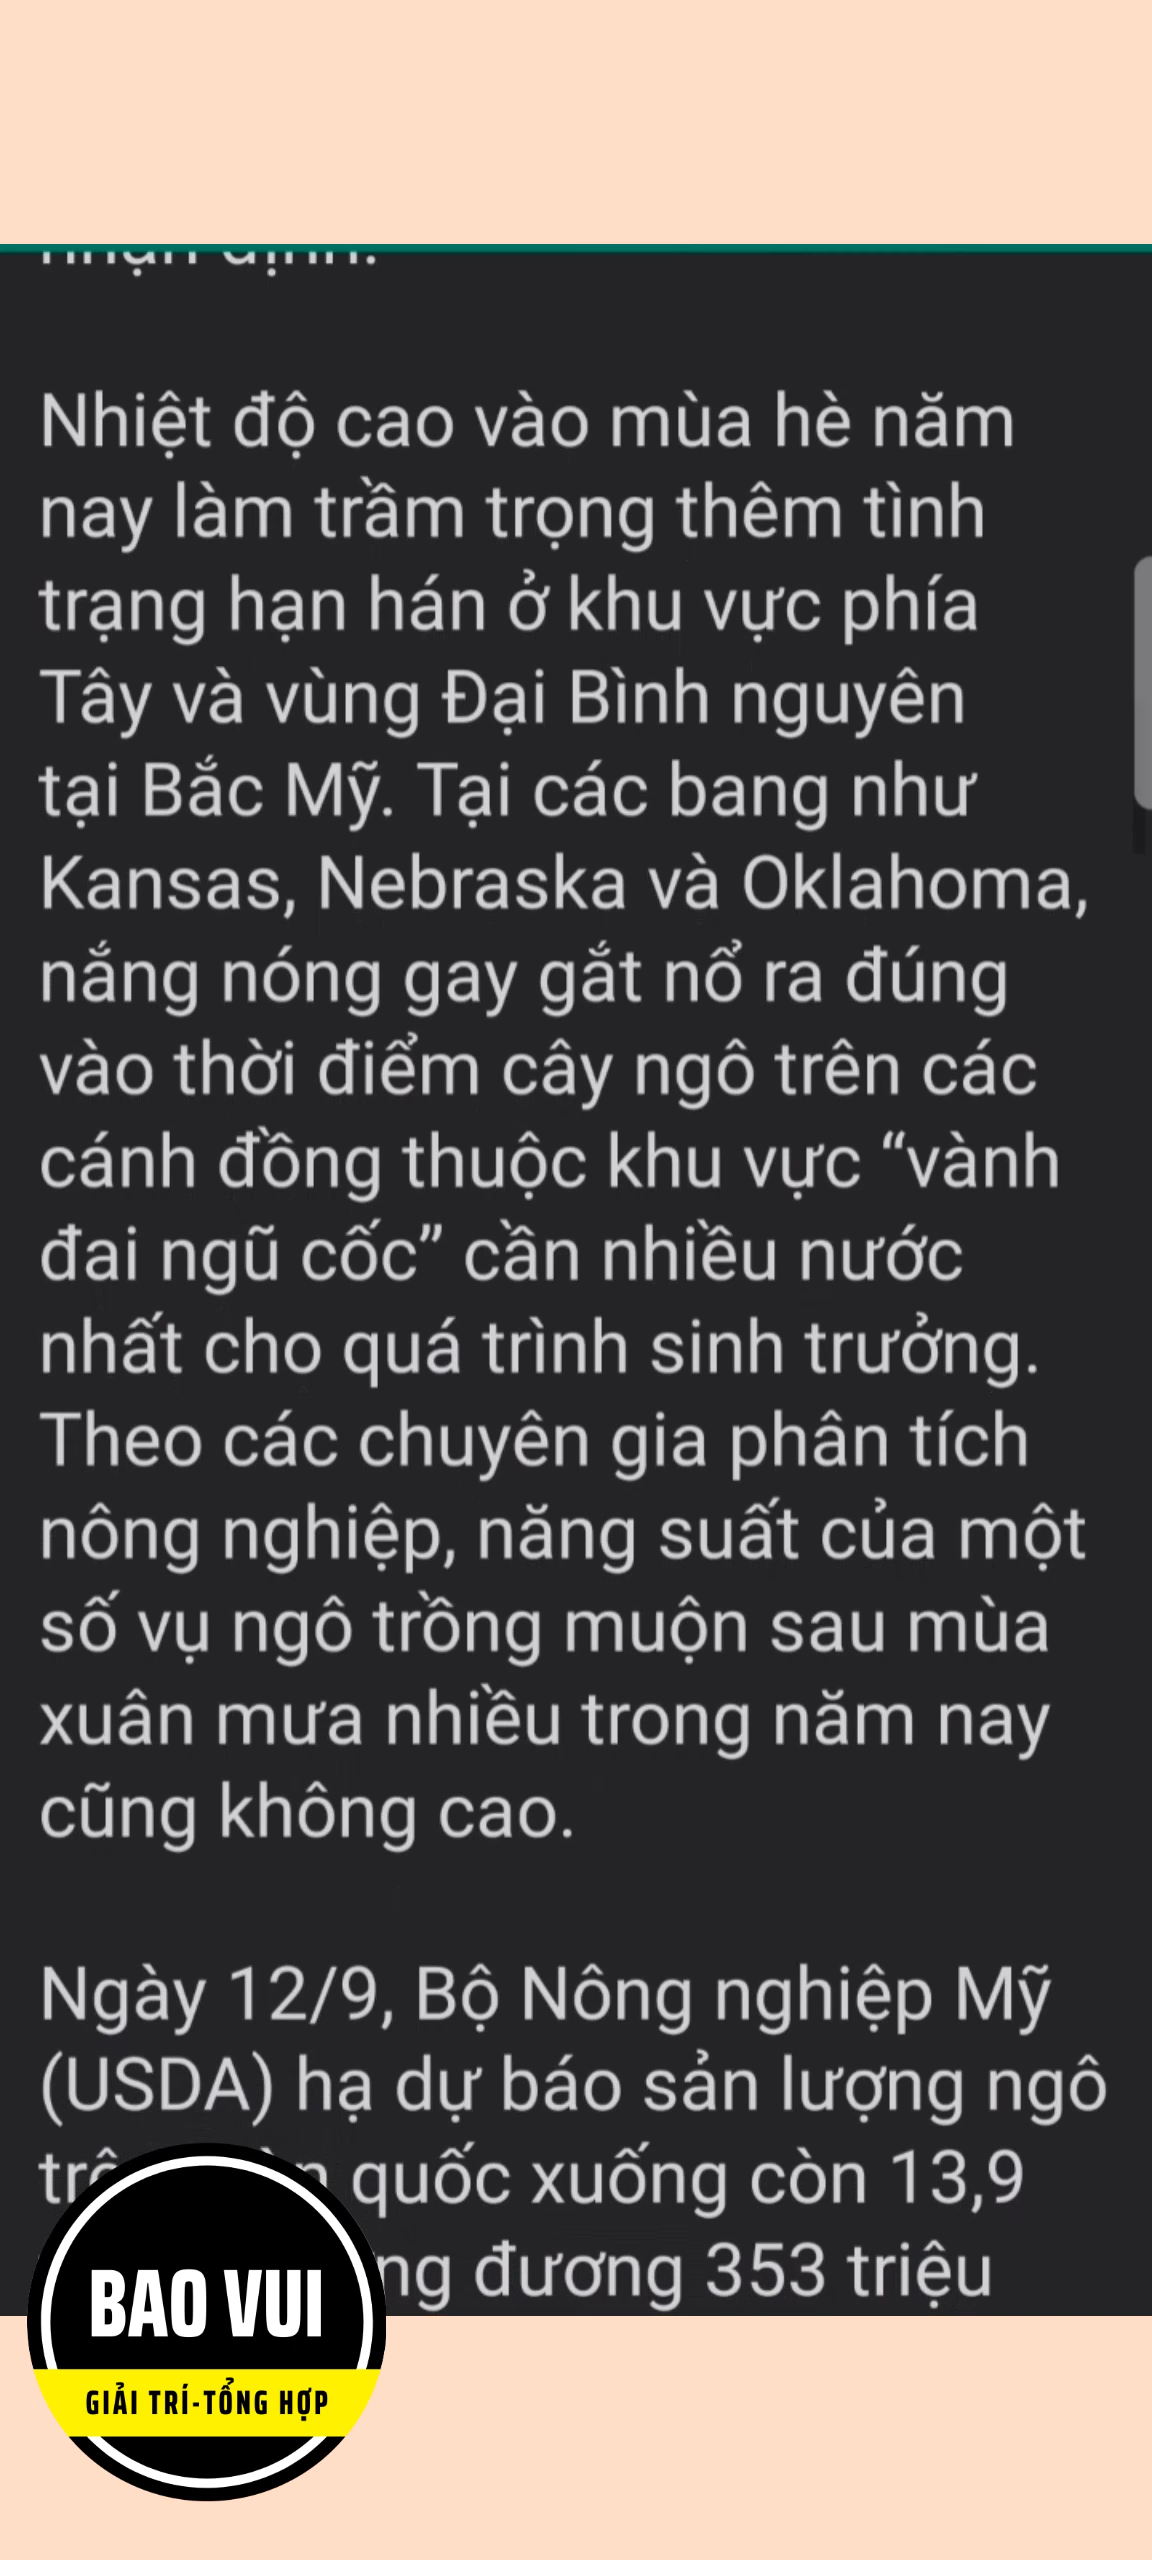 nhận định.
Nhiệt độ cao vào mùa hè năm
nay làm trầm trọng thêm tình
trạng hạn hán ở khu vực phía
Tây và vùng Đại Bình nguyên
tại Bắc Mỹ. Tại các bang như
Kansas, Nebraska và Oklahoma,
nắng nóng gay gắt nổ ra đúng
vào thời điểm cây ngô trên các
cánh đồng thuộc khu vực “vành
đai ngũ cốc” cần nhiều nước
nhất cho quá trình sinh trưởng.
Theo các chuyên gia phân tích
nông nghiệp, năng suất của một
số vụ ngô trồng muộn sau mùa
xuân mưa nhiều trong năm nay
cũng không cao.
Ngày 12/9, Bộ Nông nghiệp Mỹ
(USDA) hạ dự báo sản lượng ngô
quốc xuống còn 13,9
đương 353 triệu
BAO VUI
GIẢI TRÍ-TỔNG HỢP